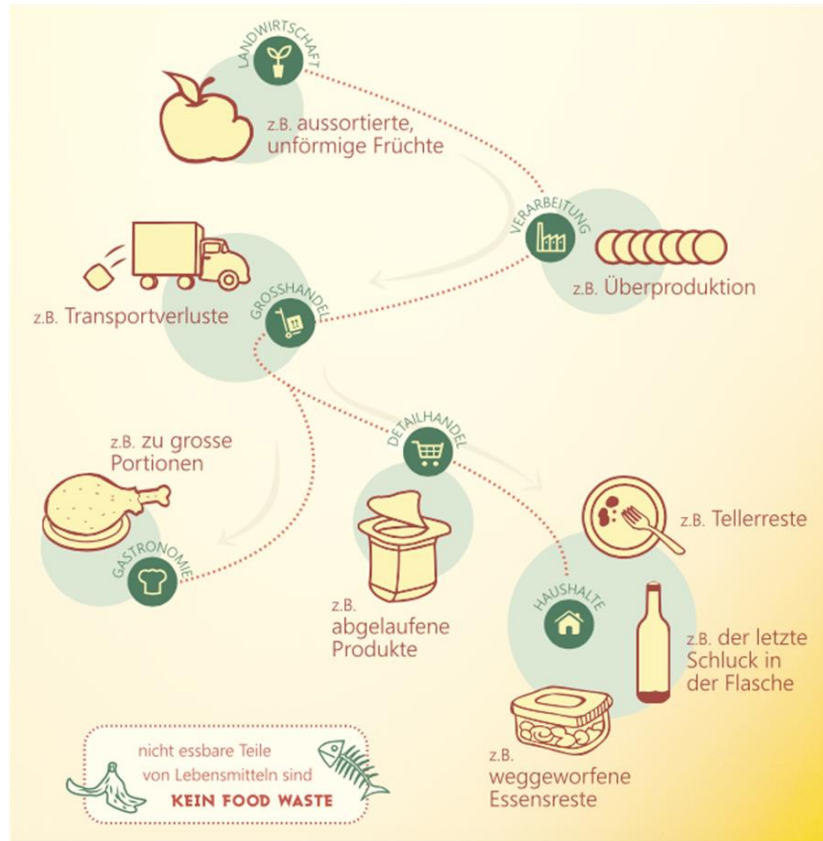 LANDWIRTSCHAFT
z.B. aussortierte,
unförmige Früchte
VERARBEITUNG
z.B. Überproduktion
GROSSHANDEL
z.B. Transportverluste
DETAILHANDEL
z.B.
abgelaufene
Produkte
z.B. zu grosse
Portionen
GASTRONOMIE
HAUSHALTE
z.B. Tellerreste
z.B. der letzte
Schluck in
der Flasche
z.B.
weggeworfene
Essensreste
nicht essbare Teile
von Lebensmitteln sind
KEIN FOOD WASTE